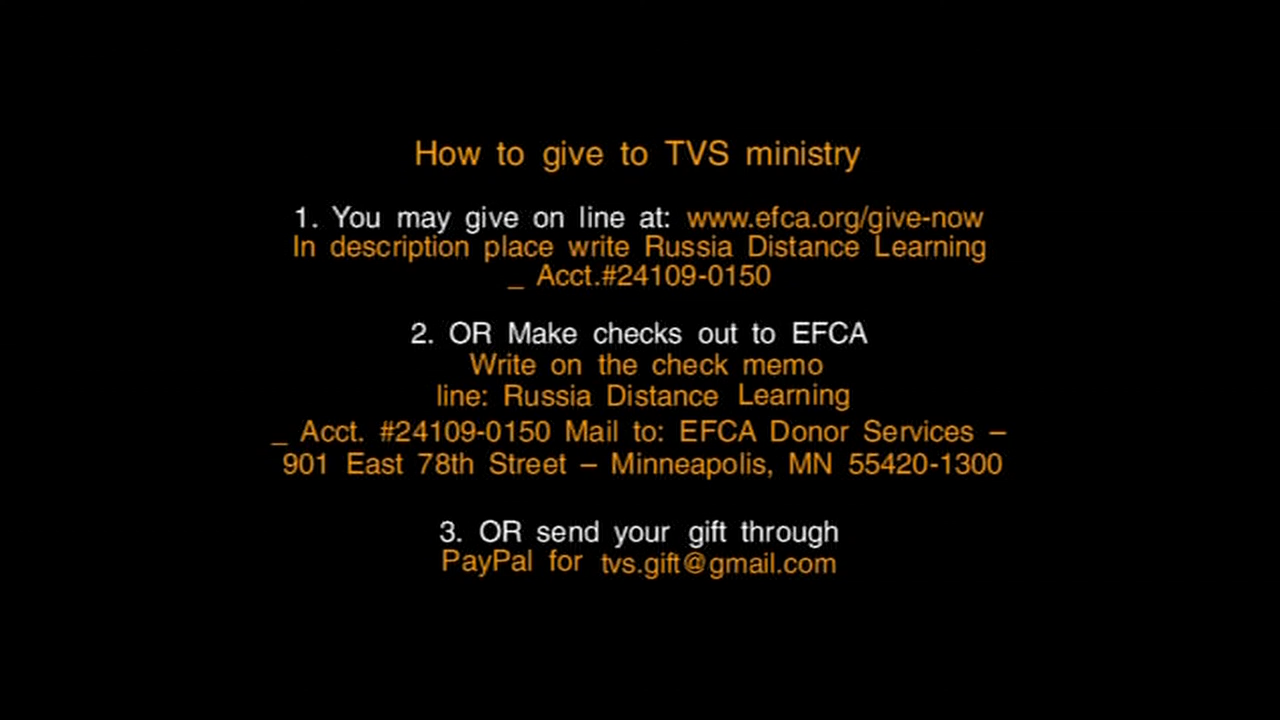 How to give to TVS ministry
1. You may give on line at: www.efca.org/give-now
In description place write Russia Distance Learning
_ Acct.#24109-0150
2. OR Make checks out to EFCA
Write on the check memo
line: Russia Distance Learning
_ Acct. #24109-0150 Mail to: EFCA Donor Services –
901 East 78th Street – Minneapolis, MN 55420-1300
3. OR send your gift through
PayPal for tvs.gift@gmail.com